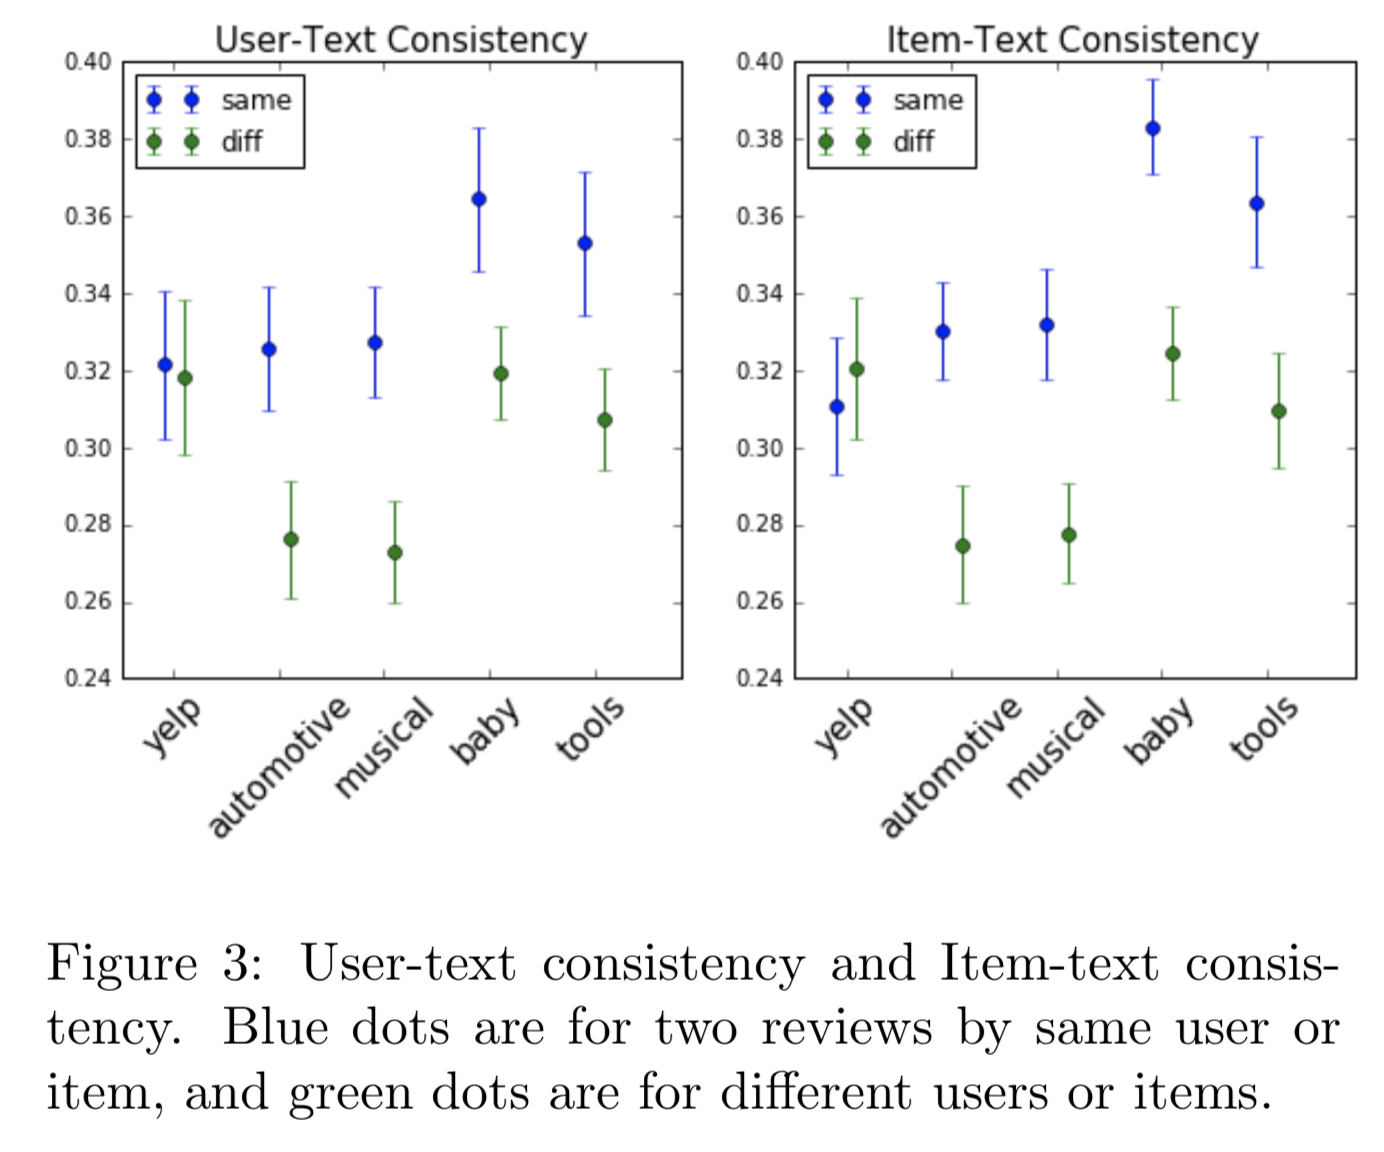 User-Text Consistency
0.40
0.38
0.36
0.34
0.32
0.30
0.28
0.26
0.24
same
diff
yelp
automotive
musical
baby
tools
Item-Text Consistency
0.40
0.38
0.36
0.34
0.32
0.30
0.28
0.26
0.24
same
diff
yelp
automotive
musical
baby
tools
Figure 3: User-text consistency and Item-text consis-
tency. Blue dots are for two reviews by same user or
item, and green dots are for different users or items.